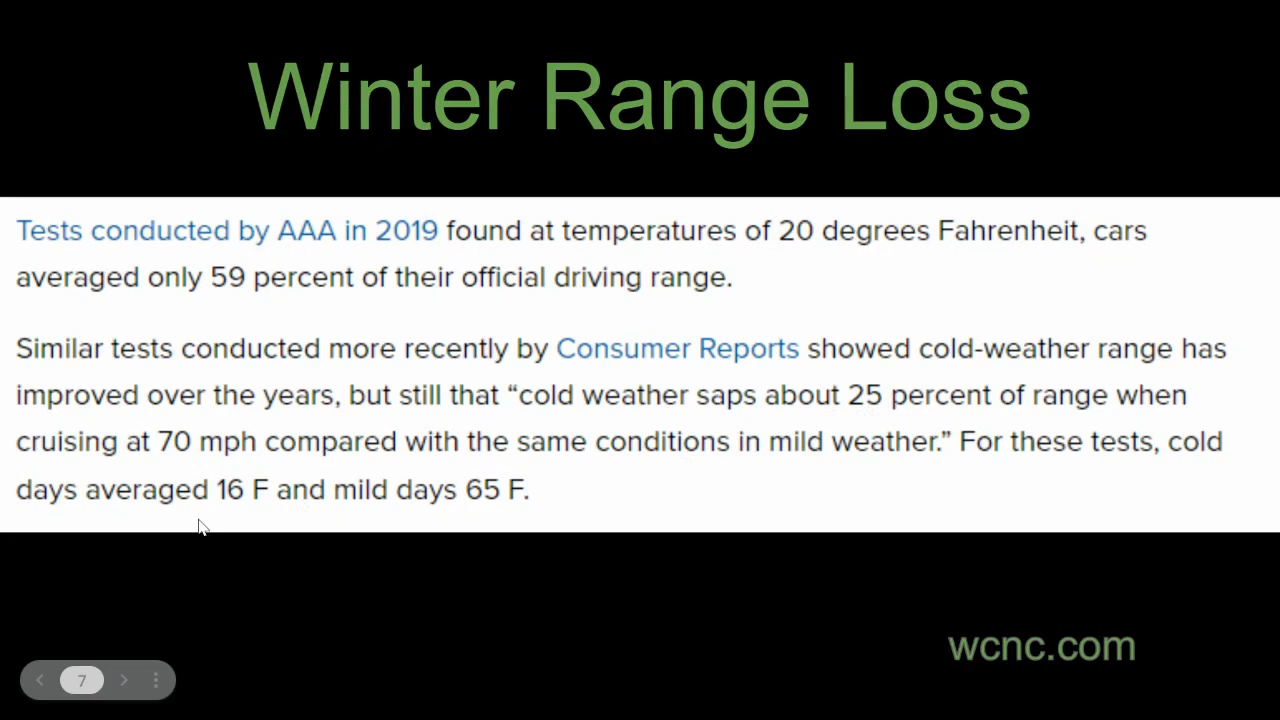 Winter Range Loss
Tests conducted by AAA in 2019 found at temperatures of 20 degrees Fahrenheit, cars
averaged only 59 percent of their official driving range.
Similar tests conducted more recently by Consumer Reports showed cold-weather range has
improved over the years, but still that “cold weather saps about 25 percent of range when
cruising at 70 mph compared with the same conditions in mild weather.” For these tests, cold
days averaged 16 F and mild days 65 F.
wcnc.com
7